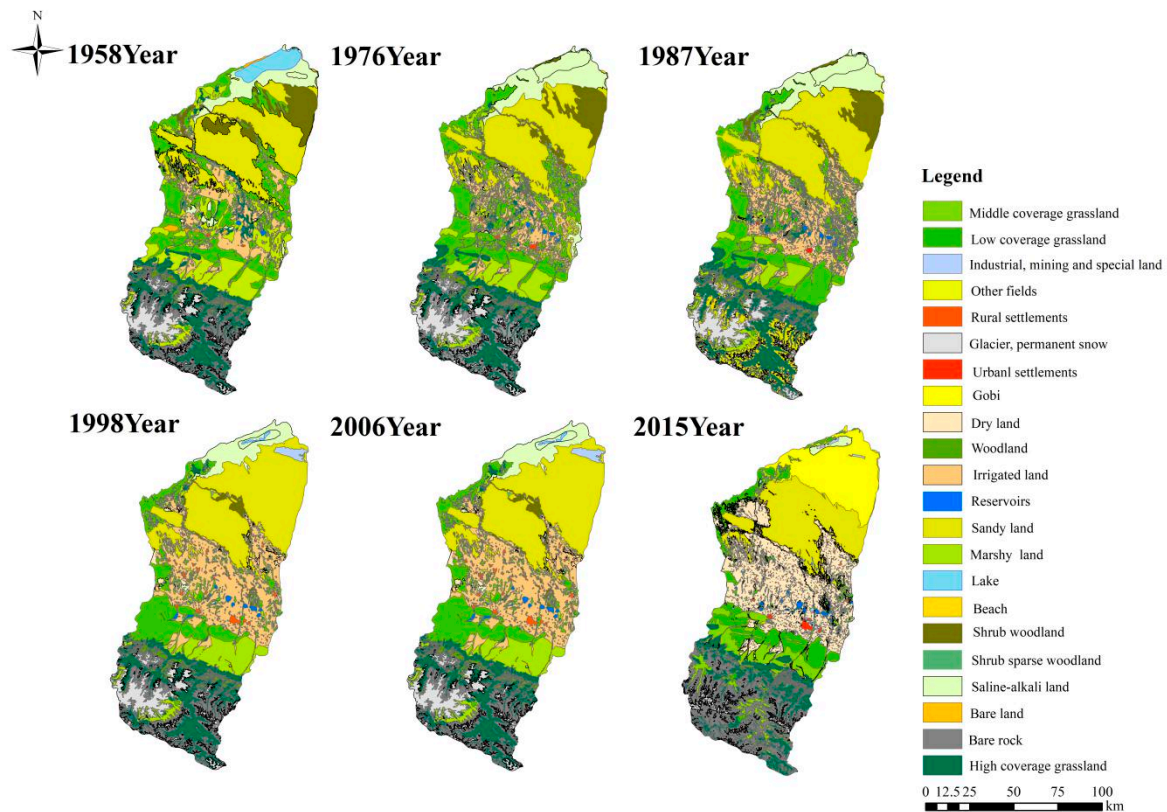 N
1958Year
1976Year
1987Year
1998Year
2006Year
2015Year
Legend
Middle coverage grassland
Low coverage grassland
Industrial, mining and special land
Other fields
Rural settlements
Glacier, permanent snow
Urbanl settlements
Gobi
Dry land
Woodland
Irrigated land
Reservoirs
Sandy land
Marshy land
Lake
Beach
Shrub woodland
Shrub sparse woodland
Saline-alkali land
Bare land
Bare rock
High coverage grassland
0 12.5 25 50 75 100
km